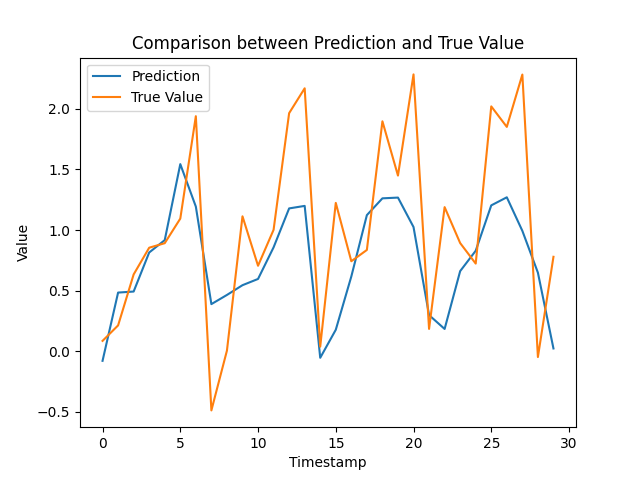 Comparison between Prediction and True Value
Prediction
True Value
2.0
1.5
1.0
0.5
0.0
−0.5
Value
0 5 10 15 20 25 30
Timestamp